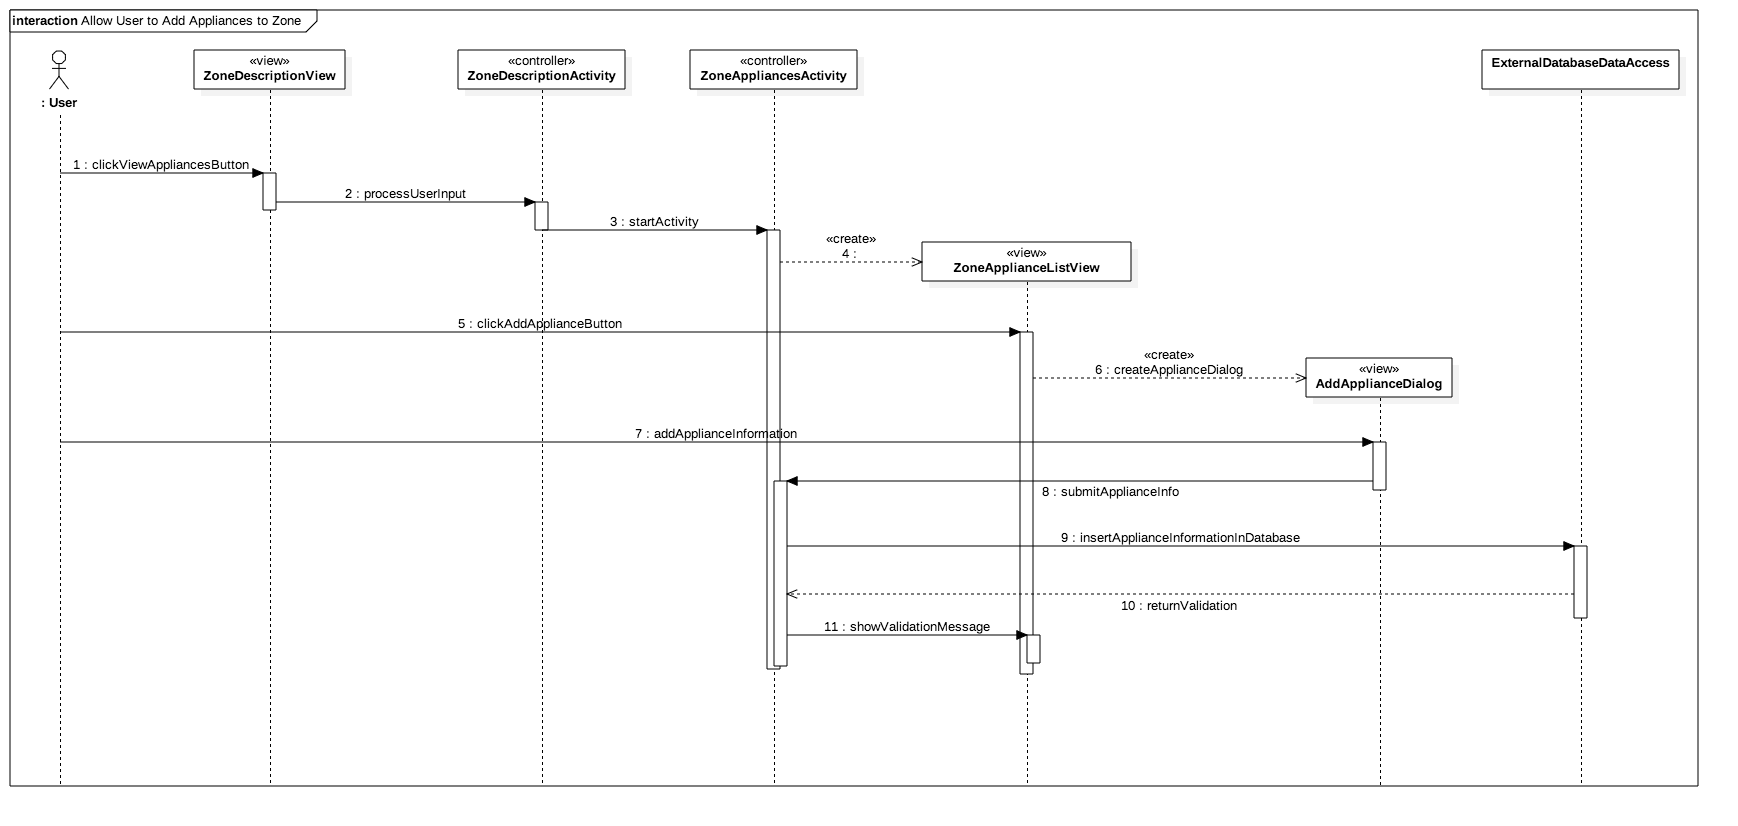 interaction Allow User to Add Appliances to Zone
: User
«view»
ZoneDescriptionView
«controller»
ZoneDescriptionActivity
«controller»
ZoneAppliancesActivity
ExternalDatabaseDataAccess
1 : clickViewAppliancesButton
2 : processUserInput
3 : startActivity
«create»
4 :
«view»
ZoneApplianceListView
5 : clickAddApplianceButton
«create»
6 : createApplianceDialog
«view»
AddApplianceDialog
7 : addApplianceInformation
8 : submitApplianceInfo
9 : insertApplianceInformationInDatabase
10 : returnValidation
11 : showValidationMessage